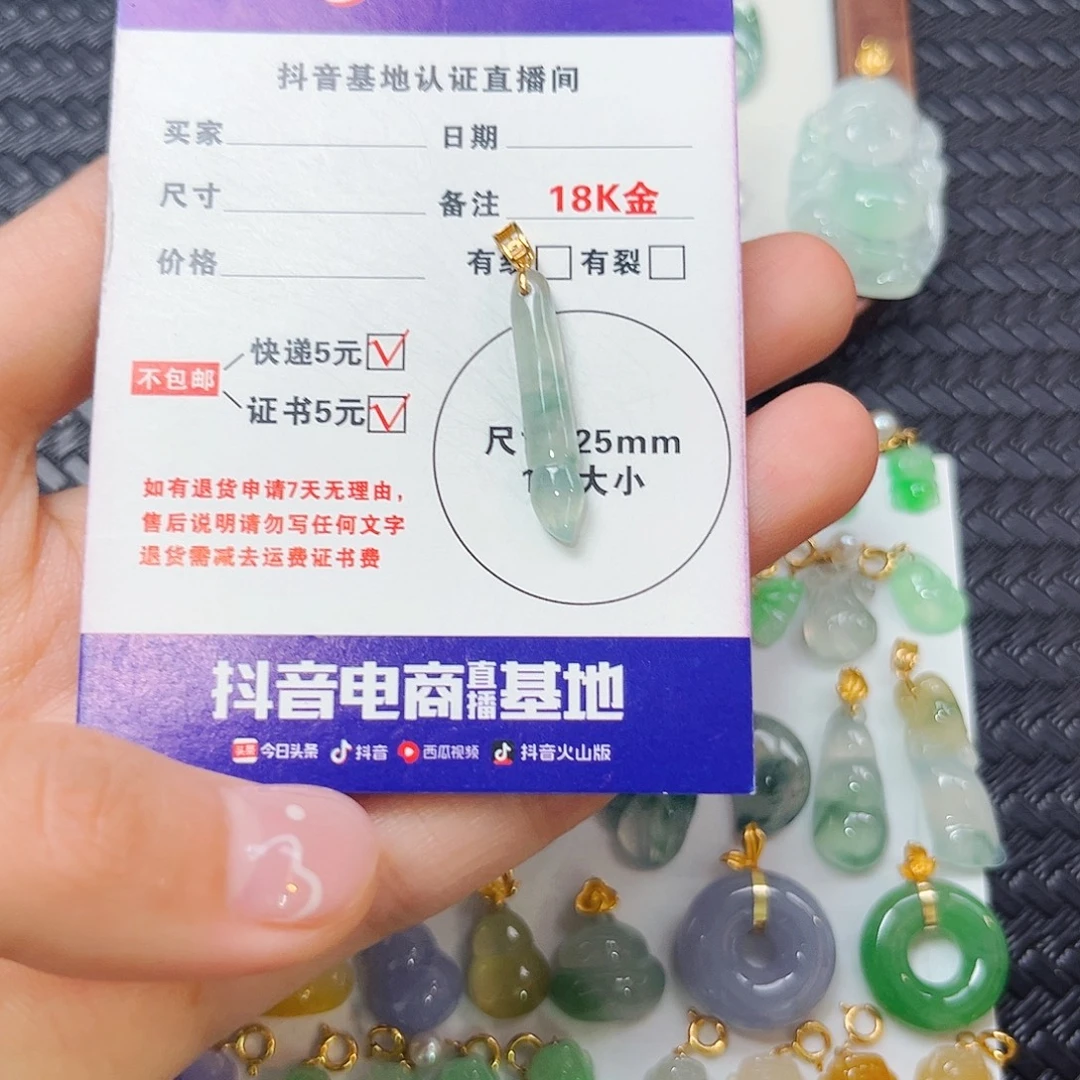 抖音基地认证直播间
买家 日期
尺寸 备注 18K金
价格 有 有裂
快递5元
不包邮
证书5元
尺 25mm
大小
如有退货申请7天无理由，
售后说明请勿写任何文字
退货需减去运费证书费
抖音电商直播基地
头条 今日头条 抖音 西瓜视频 抖音火山版